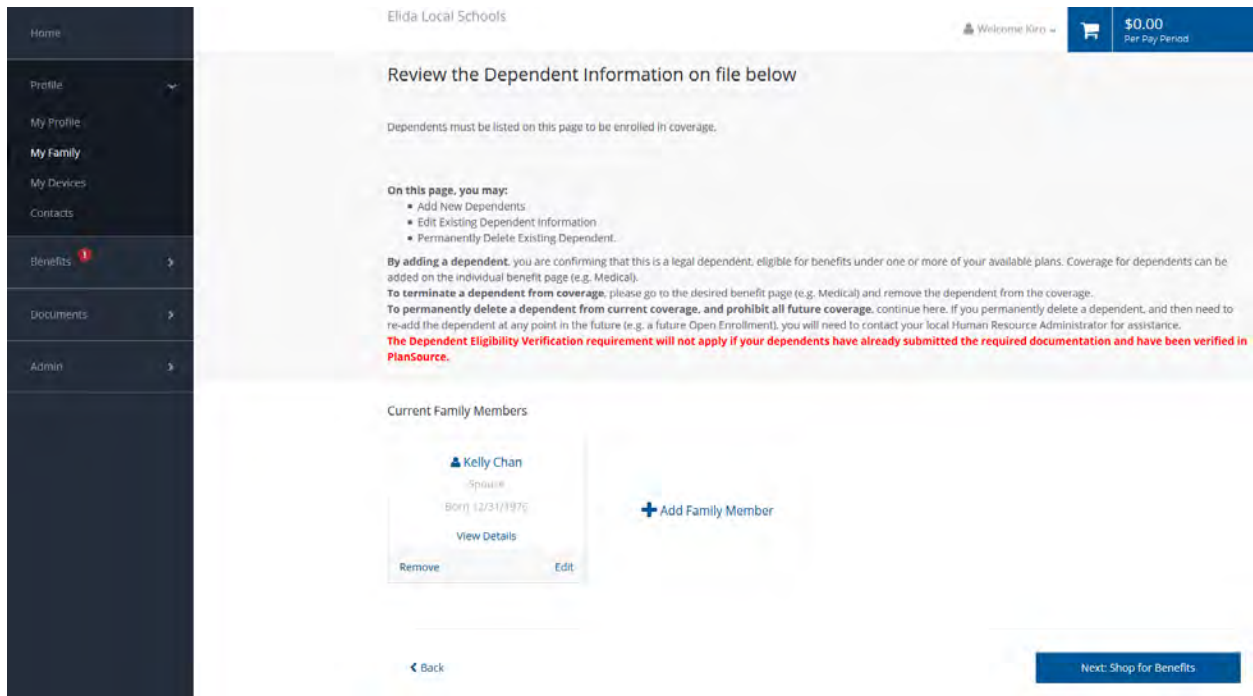 Elida Local Schools
Home
Welcome Kirn
$0.00
Per Pay Period
Profile
My Profile
My Family
My Devices
Contacts
Benefits 1
Documents
Admin
Review the Dependent Information on file below
Dependents must be listed on this page to be enrolled in coverage.
On this page, you may:
Add New Dependents
Edit Existing Dependent Information
Permanently Delete Existing Dependent.
By adding a dependent, you are confirming that this is a legal dependent, eligible for benefits under one or more of your available plans. Coverage for dependents can be
added on the individual benefit page (e.g. Medical).
To terminate a dependent from coverage, please go to the desired benefit page (e.g. Medical) and remove the dependent from the coverage.
To permanently delete a dependent from current coverage, and prohibit all future coverage, continue here. If you permanently delete a dependent, and then need to
re-add the dependent at any point in the future (e.g. a future Open Enrollment), you will need to contact your local Human Resource Administrator for assistance.
The Dependent Eligibility Verification requirement will not apply if your dependents have already submitted the required documentation and have been verified in
PlanSource.
Current Family Members
Kelly Chan
Spouse
Born 12/31/1976
View Details
Remove Edit
Add Family Member
Back
Next: Shop for Benefits